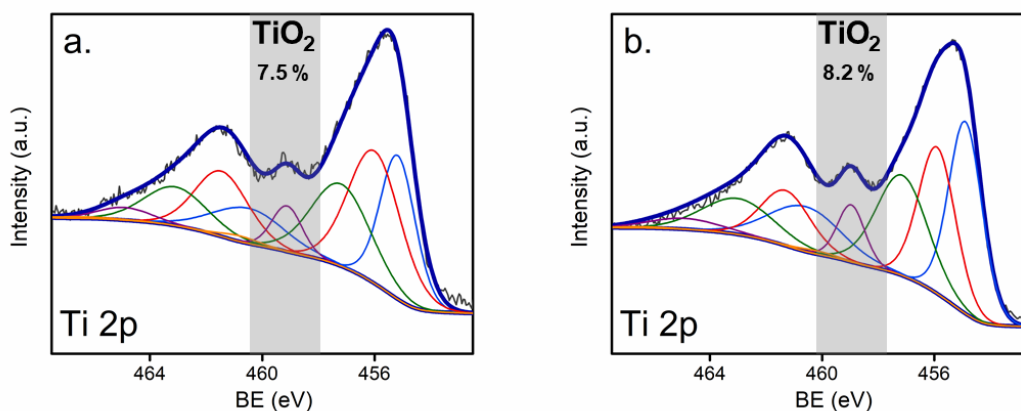 a.
TiO₂
7.5 %
Intensity (a.u.)
Ti 2p
464
460
456
BE (eV)
b.
TiO₂
8.2 %
Intensity (a.u.)
Ti 2p
464
460
456
BE (eV)